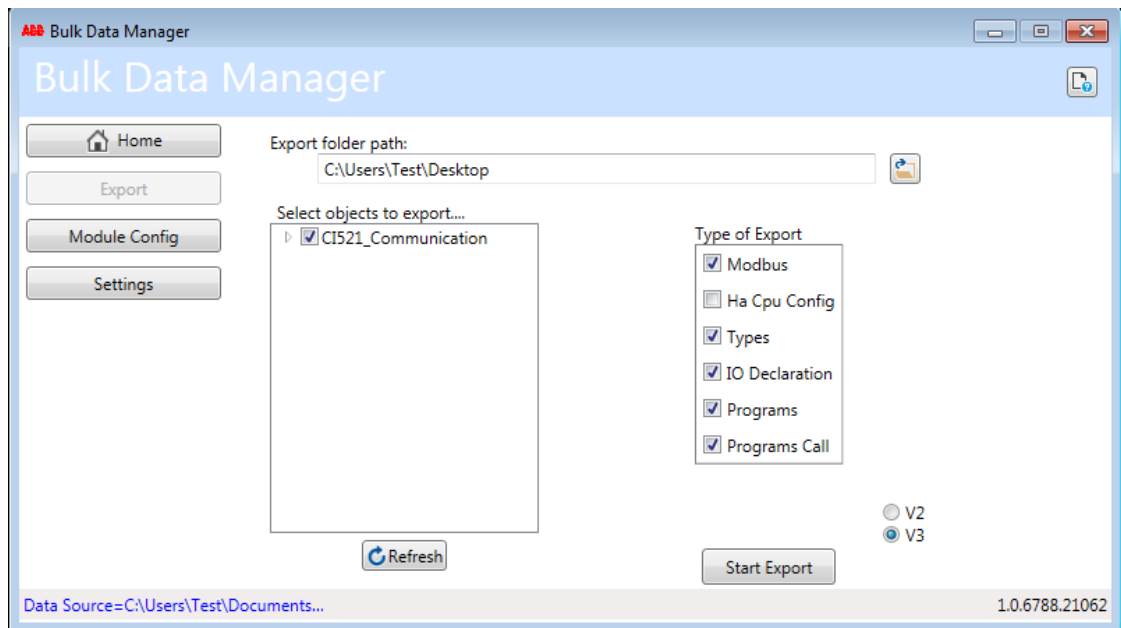 ABB Bulk Data Manager
Bulk Data Manager
Home
Export
Module Config
Settings
Export folder path:
C:\Users\Test\Desktop
Select objects to export....
CI521_Communication
Type of Export
Modbus
Ha Cpu Config
Types
IO Declaration
Programs
Programs Call
V2
V3
Refresh
Start Export
Data Source=C:\Users\Test\Documents...
1.0.6788.21062